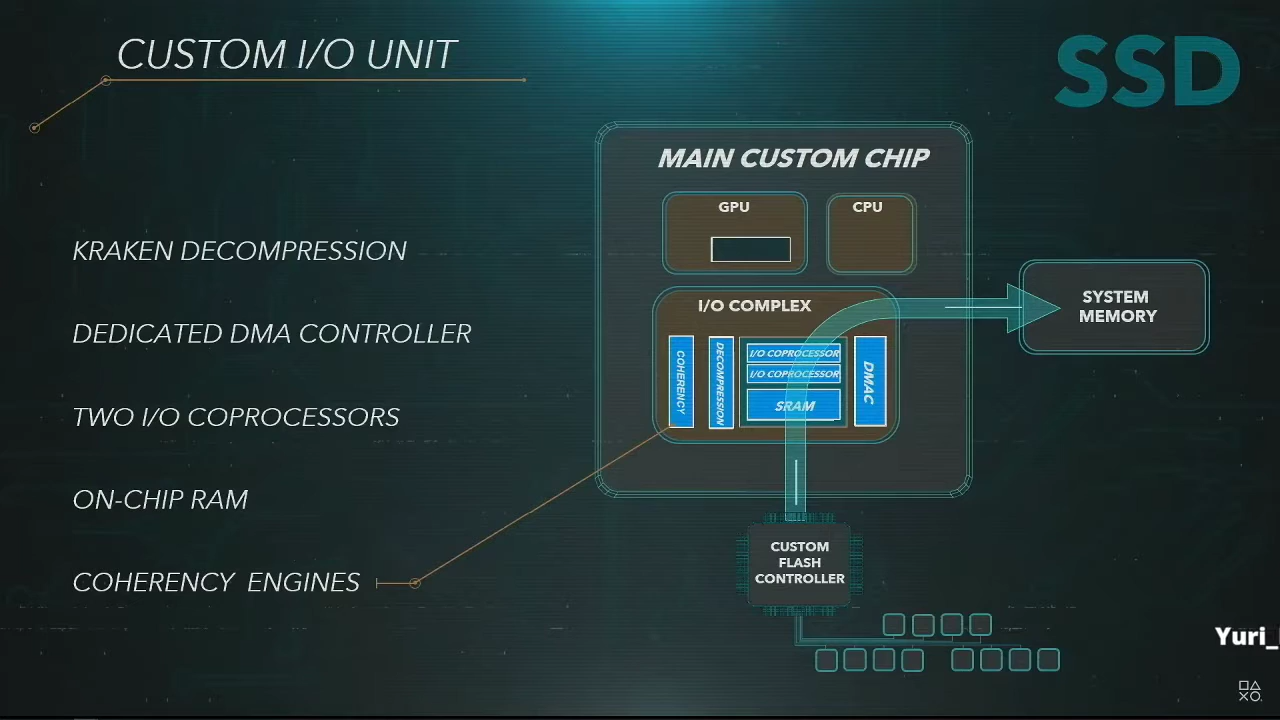 CUSTOM I/O UNIT
SSD
KRAKEN DECOMPRESSION
DEDICATED DMA CONTROLLER
TWO I/O COPROCESSORS
ON-CHIP RAM
COHERENCY ENGINES
MAIN CUSTOM CHIP
GPU
CPU
I/O COMPLEX
COHERENCY
DECOMPRESSION
I/O COPROCESSOR
I/O COPROCESSOR
SRAM
DMAC
SYSTEM
MEMORY
CUSTOM
FLASH
CONTROLLER
Yuri_